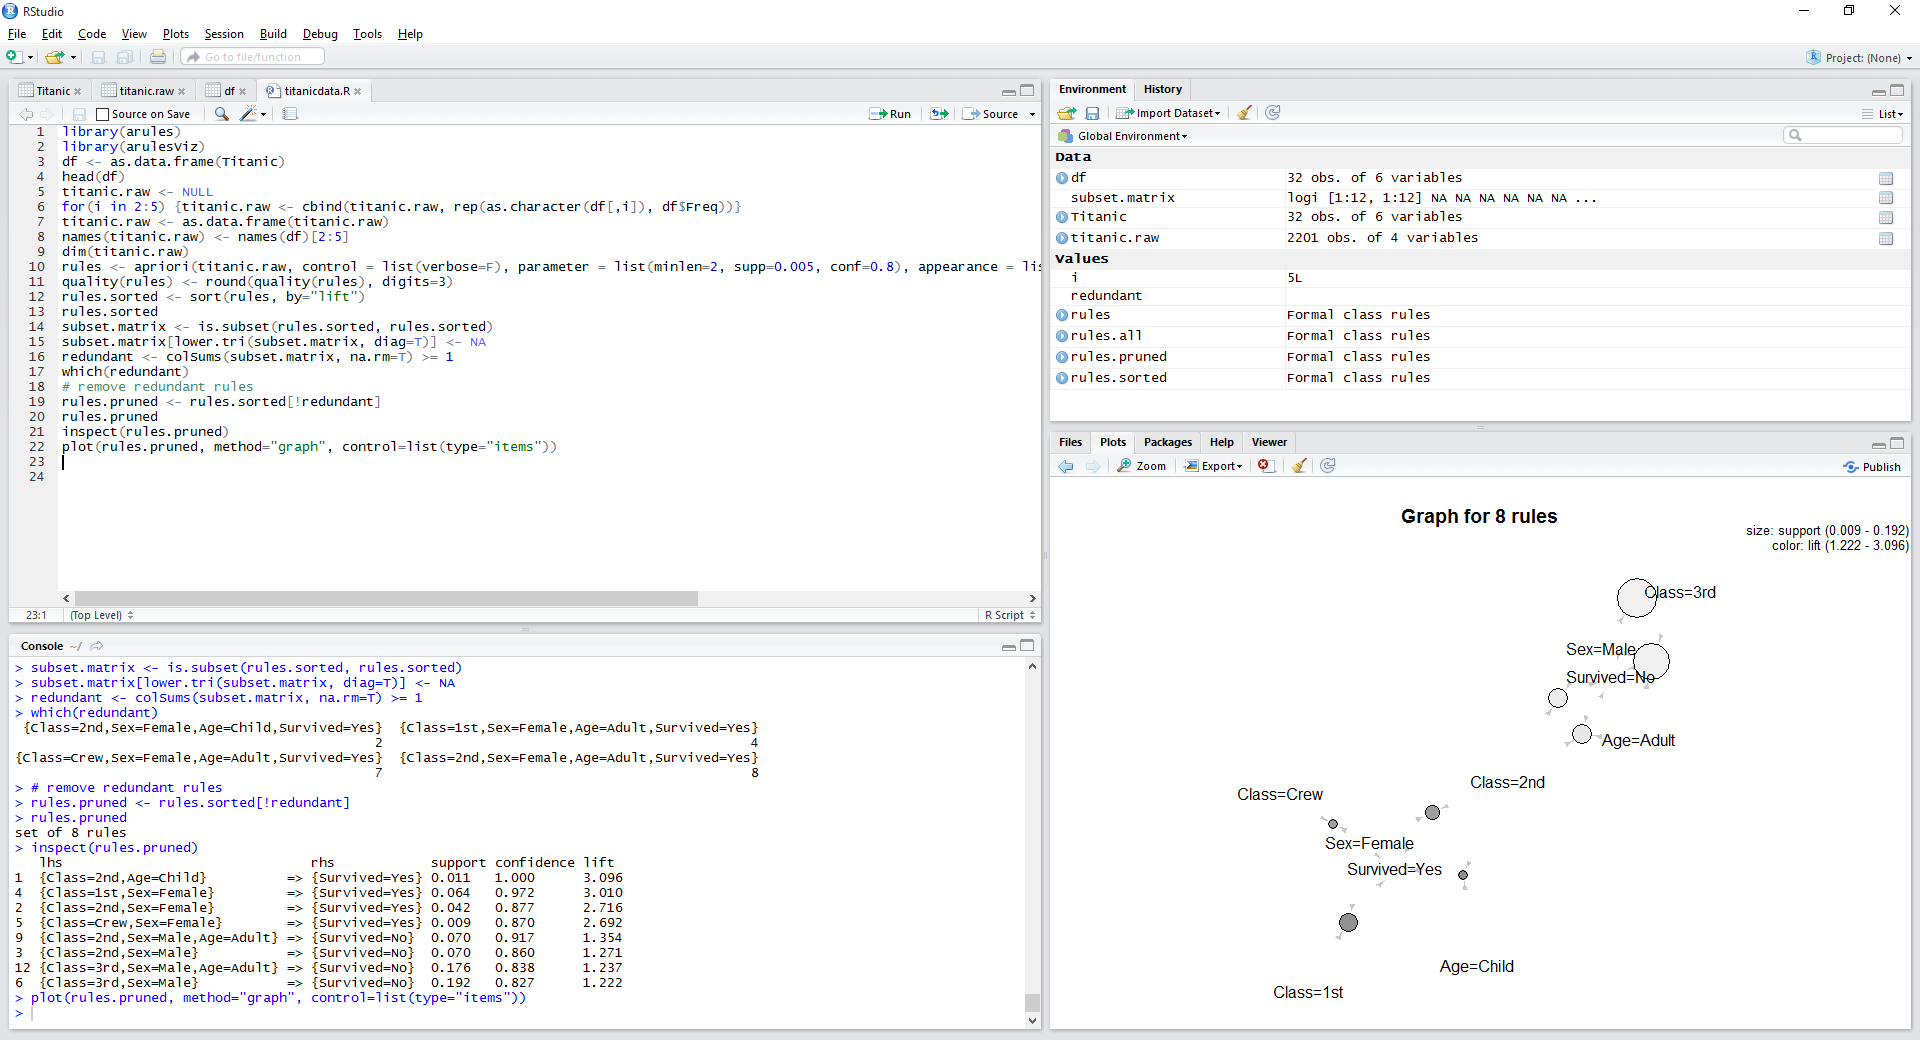 RStudio
File Edit Code View Plots Session Build Debug Tools Help
Go to file/function
Project: (None)
Titanic titanic.raw df titanicdata.R
Source on Save Run Source
1 library(arules)
2 library(arulesViz)
3 df <- as.data.frame(Titanic)
4 head(df)
5 titanic.raw <- NULL
6 for(i in 2:5) {titanic.raw <- cbind(titanic.raw, rep(as.character(df[,i]), df$Freq))}
7 titanic.raw <- as.data.frame(titanic.raw)
8 names(titanic.raw) <- names(df)[2:5]
9 dim(titanic.raw)
10 rules <- apriori(titanic.raw, control = list(verbose=F), parameter = list(minlen=2, supp=0.005, conf=0.8), appearance = lis
11 quality(rules) <- round(quality(rules), digits=3)
12 rules.sorted <- sort(rules, by="lift")
13 rules.sorted
14 subset.matrix <- is.subset(rules.sorted, rules.sorted)
15 subset.matrix[lower.tri(subset.matrix, diag=T)] <- NA
16 redundant <- colSums(subset.matrix, na.rm=T) >= 1
17 which(redundant)
18 # remove redundant rules
19 rules.pruned <- rules.sorted[!redundant]
20 rules.pruned
21 inspect(rules.pruned)
22 plot(rules.pruned, method="graph", control=list(type="items"))
23
24
23:1 (Top Level) R Script
Console ~/
> subset.matrix <- is.subset(rules.sorted, rules.sorted)
> subset.matrix[lower.tri(subset.matrix, diag=T)] <- NA
> redundant <- colSums(subset.matrix, na.rm=T) >= 1
> which(redundant)
{Class=2nd,Sex=Female,Age=Child,Survived=Yes} {Class=1st,Sex=Female,Age=Adult,Survived=Yes}
2 4
{Class=Crew,Sex=Female,Age=Adult,Survived=Yes} {Class=2nd,Sex=Female,Age=Adult,Survived=Yes}
7 8
> # remove redundant rules
> rules.pruned <- rules.sorted[!redundant]
> rules.pruned
set of 8 rules
> inspect(rules.pruned)
lhs rhs support confidence lift
1 {Class=2nd,Age=Child} => {Survived=Yes} 0.011 1.000 3.096
4 {Class=1st,Sex=Female} => {Survived=Yes} 0.064 0.972 3.010
2 {Class=2nd,Sex=Female} => {Survived=Yes} 0.042 0.877 2.716
5 {Class=Crew,Sex=Female} => {Survived=Yes} 0.009 0.870 2.692
9 {Class=2nd,Sex=Male,Age=Adult} => {Survived=No} 0.070 0.917 1.354
3 {Class=2nd,Sex=Male} => {Survived=No} 0.070 0.860 1.271
12 {Class=3rd,Sex=Male,Age=Adult} => {Survived=No} 0.176 0.838 1.237
6 {Class=3rd,Sex=Male} => {Survived=No} 0.192 0.827 1.222
> plot(rules.pruned, method="graph", control=list(type="items"))
>
Environment History
Import Dataset List
Global Environment
Data
df 32 obs. of 6 variables
subset.matrix logi [1:12, 1:12] NA NA NA NA NA NA ...
Titanic 32 obs. of 6 variables
titanic.raw 2201 obs. of 4 variables
Values
i 5L
redundant
rules Formal class rules
rules.all Formal class rules
rules.pruned Formal class rules
rules.sorted Formal class rules
Files Plots Packages Help Viewer
Zoom Export Publish
Graph for 8 rules
size: support (0.009 - 0.192)
color: lift (1.222 - 3.096)
Class=3rd
Sex=Male
Survived=No
Age=Adult
Class=2nd
Class=Crew
Sex=Female
Survived=Yes
Age=Child
Class=1st